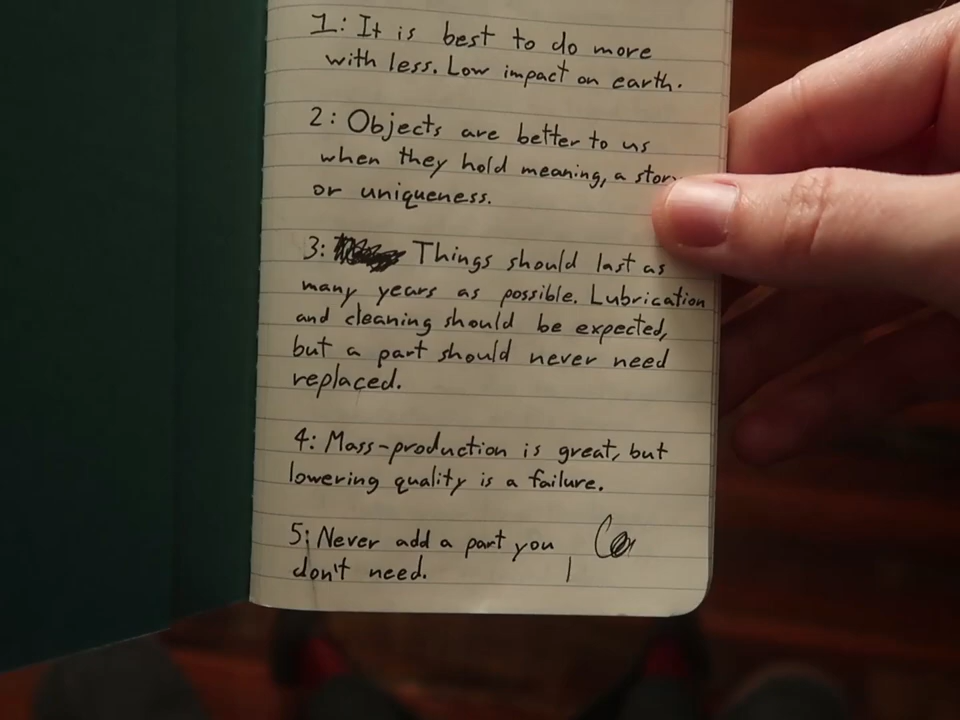 1: It is best to do more
with less. Low impact on earth.
2: Objects are better to us
when they hold meaning, a story
or uniqueness.
3: Things should last as
many years as possible. Lubrication
and cleaning should be expected,
but a part should never need
replaced.
4: Mass-production is great, but
lowering quality is a failure.
5: Never add a part you
don't need.